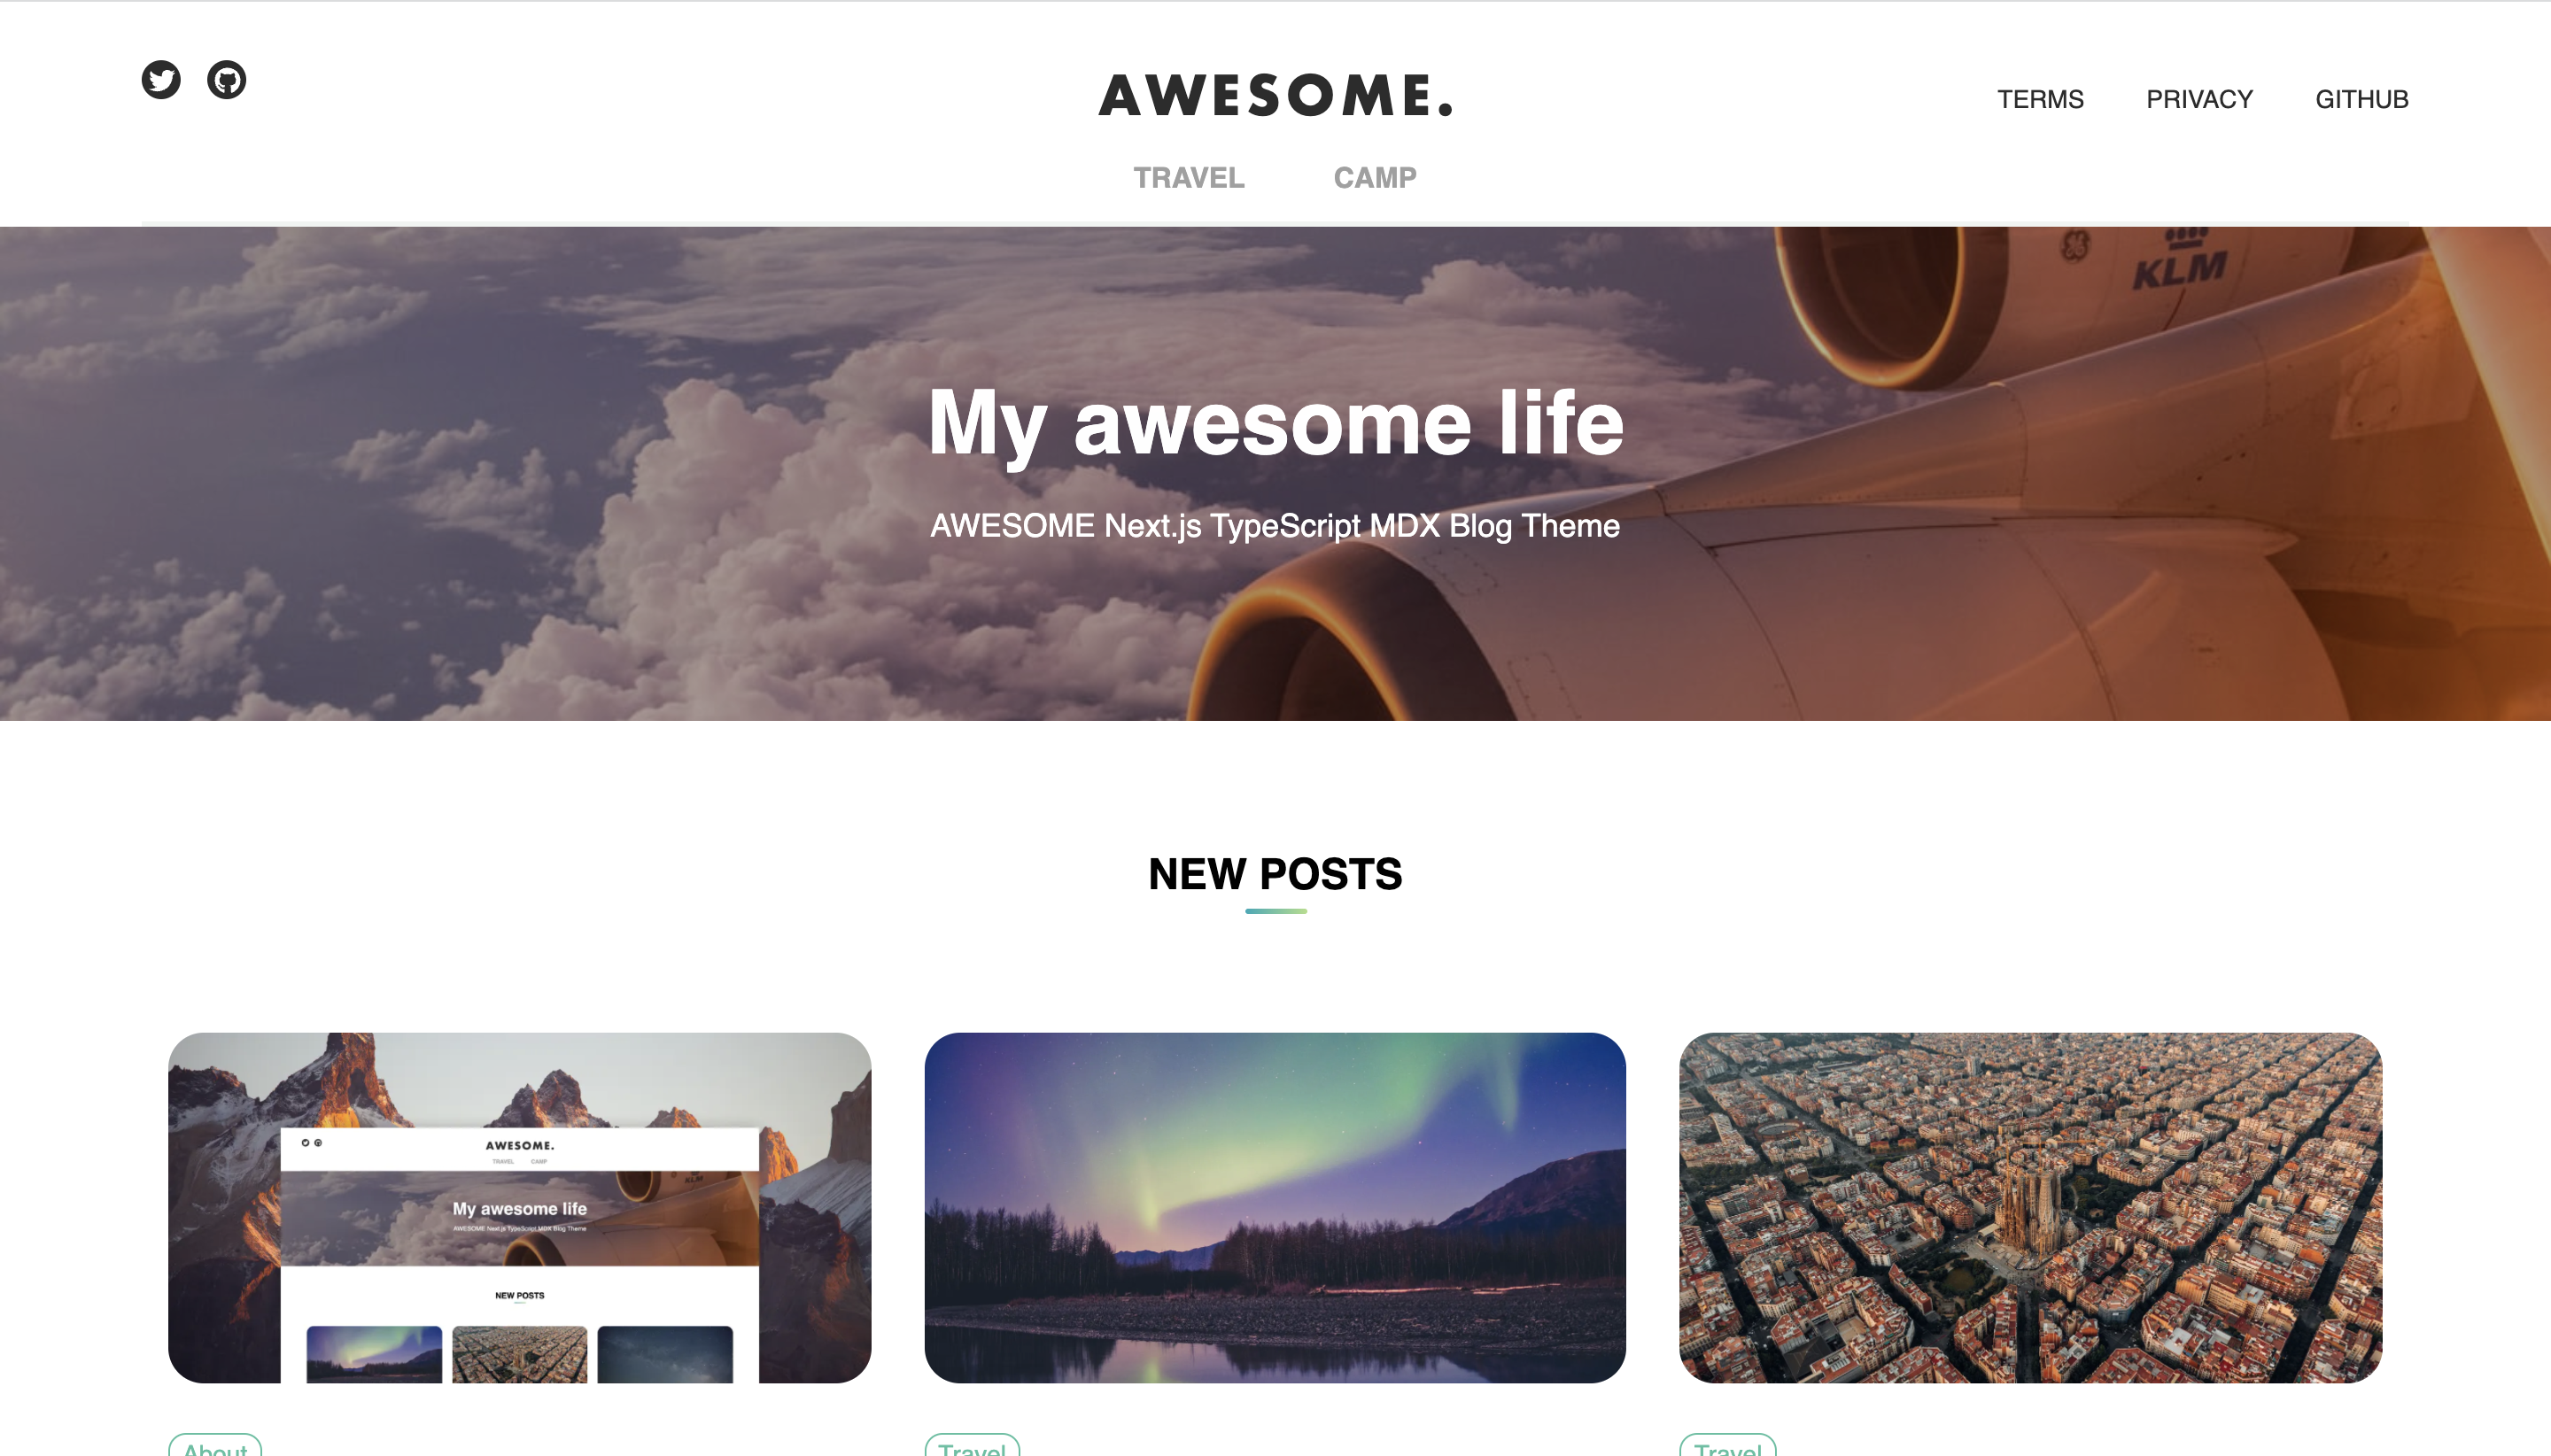 AWESOME.
TERMS PRIVACY GITHUB
TRAVEL CAMP
KLM
My awesome life
AWESOME Next.js TypeScript MDX Blog Theme
NEW POSTS
AWESOME.
TRAVEL CAMP
KLM
My awesome life
AWESOME Next.js TypeScript MDX Blog Theme
NEW POSTS
About
Travel
Travel